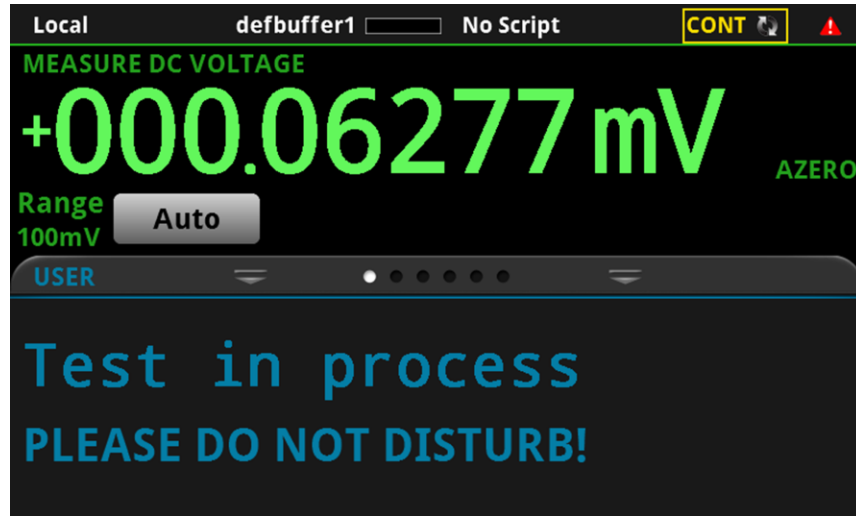 Local defbuffer1 No Script CONT
MEASURE DC VOLTAGE
+000.06277 mV
AZERO
Range Auto
100mV
USER
Test in process
PLEASE DO NOT DISTURB!